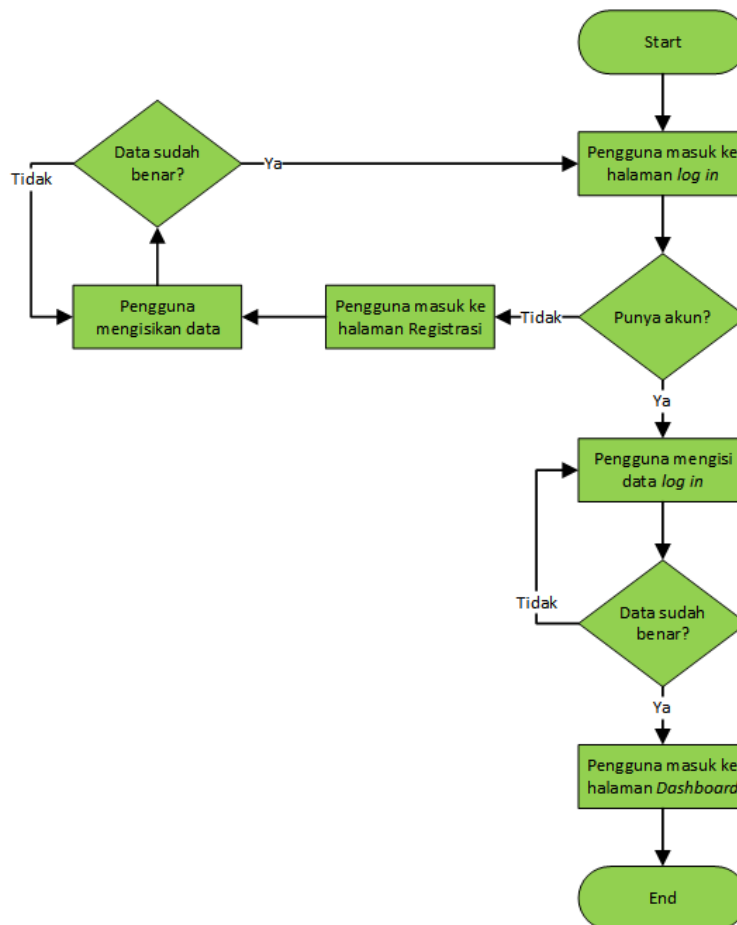 Start
Pengguna masuk ke
halaman log in
Data sudah
benar?
Ya
Tidak
Pengguna
mengisikan data
Pengguna masuk ke
halaman Registrasi
Tidak
Punya akun?
Ya
Pengguna mengisi
data log in
Tidak
Data sudah
benar?
Ya
Pengguna masuk ke
halaman Dashboard
End